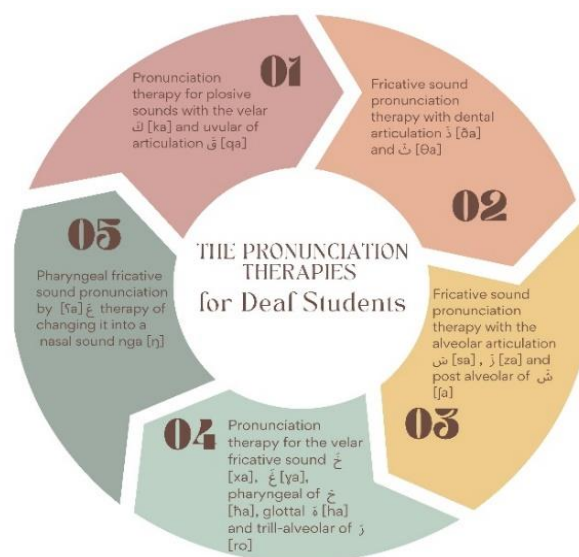 THE PRONUNCIATION
THERAPIES
for Deaf Students
01
Pronunciation
therapy for plosive
sounds with the velar
كَ [ka] and uvular of
articulation قَ [qa]
02
Fricative sound
pronunciation
therapy with dental
articulation ذَ [ða]
and ثَ [θa]
03
Fricative sound
pronunciation
therapy with the
alveolar articulation
سَ [sa] , زَ [za] and
post alveolar of شَ
[ʃa]
04
Pronunciation
therapy for the velar
fricative sound خَ
[xa], غَ [ɣa],
pharyngeal of
[ħa], glottal ة [ha]
and trill-alveolar of
[ro]
05
Pharyngeal fricative
sound pronunciation
by [ʕa] therapy of
changing it into a
nasal sound nga [ŋ]